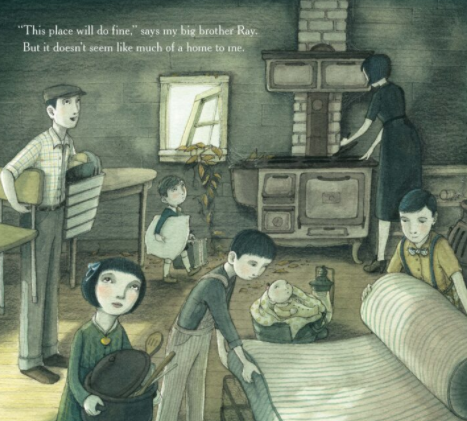 “This place will do fine,” says my big brother Ray.
But it doesn’t seem like much of a home to me.